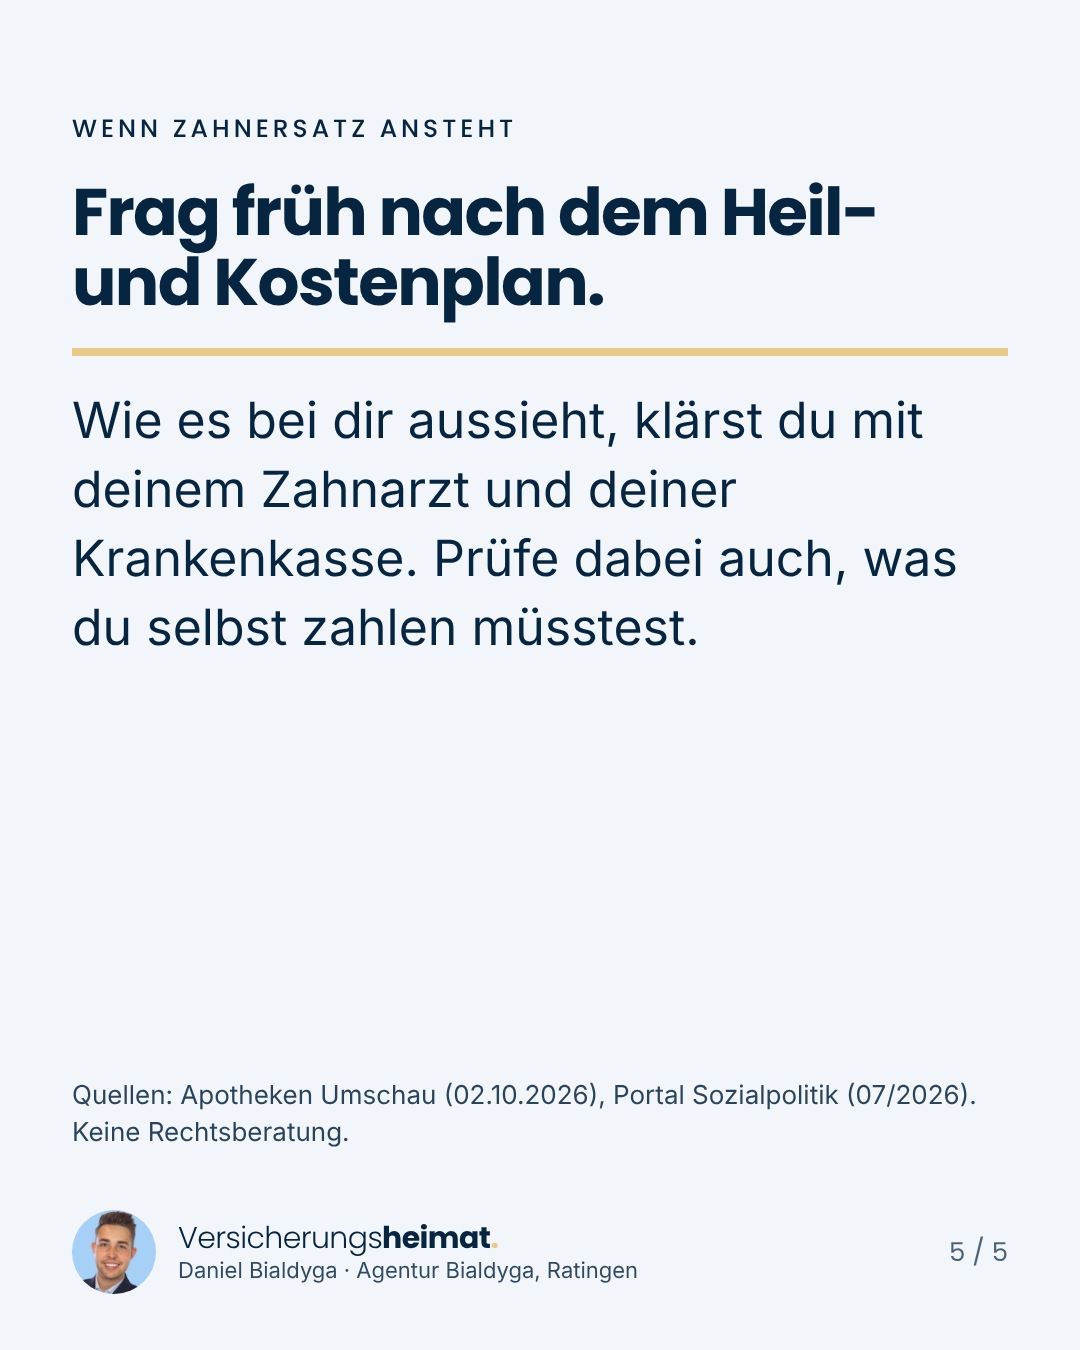 WENN ZAHNERSATZ ANSTEHT
Frag früh nach dem Heil-
und Kostenplan.
Wie es bei dir aussieht, klärst du mit
deinem Zahnarzt und deiner
Krankenkasse. Prüfe dabei auch, was
du selbst zahlen müsstest.
Quellen: Apotheken Umschau (02.10.2026), Portal Sozialpolitik (07/2026).
Keine Rechtsberatung.
Versicherungsheimat.
Daniel Bialdyga · Agentur Bialdyga, Ratingen
5 / 5